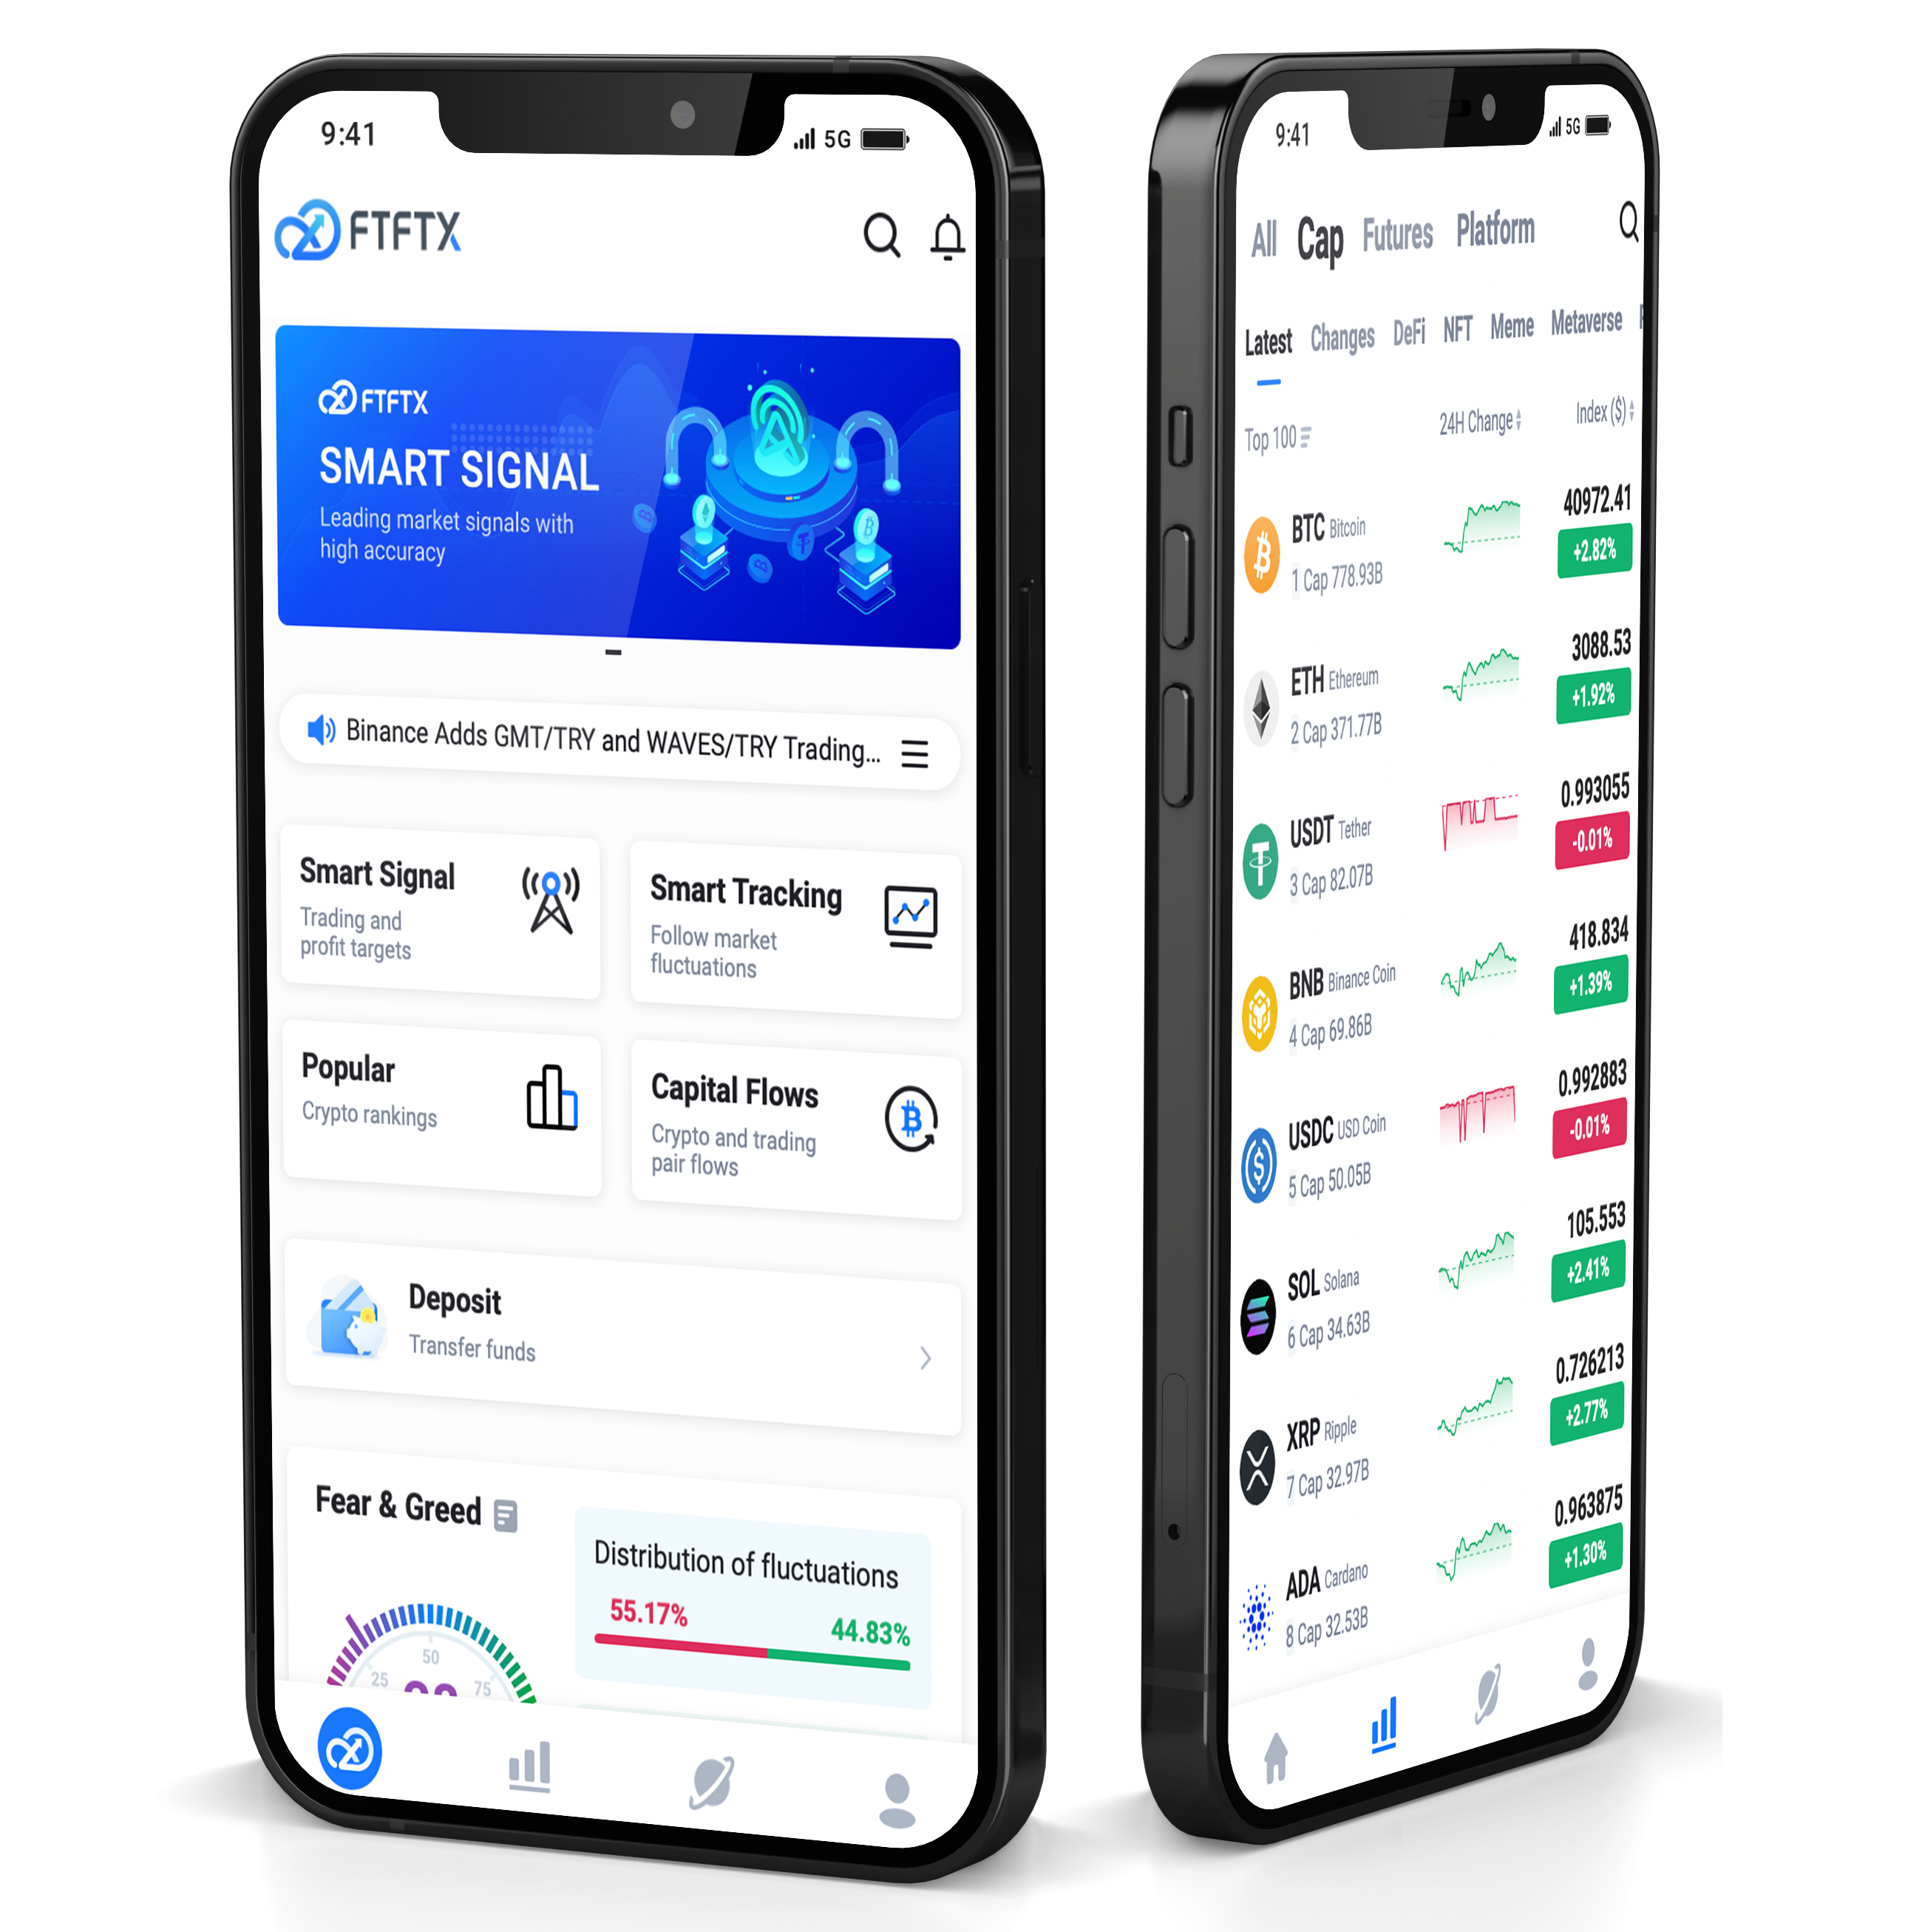 9:41
5G
FTFTX
FTFTX
SMART SIGNAL
Leading market signals with
high accuracy
Binance Adds GMT/TRY and WAVES/TRY Trading...
Smart Signal
Trading and
profit targets
Smart Tracking
Follow market
fluctuations
Popular
Crypto rankings
Capital Flows
Crypto and trading
pair flows
Deposit
Transfer funds
Fear & Greed
25
50
75
Distribution of fluctuations
55.17%
44.83%
9:41
5G
All Cap Futures Platform
Latest Changes DeFi NFT Meme Metaverse
Top 100 24H Change Index ($)
BTC Bitcoin 40972.41
1 Cap 778.93B +2.82%
ETH Ethereum 3088.53
2 Cap 371.77B +1.92%
USDT Tether 0.993055
3 Cap 82.07B -0.01%
BNB Binance Coin 418.834
4 Cap 69.86B +1.39%
USDC USD Coin 0.992883
5 Cap 50.05B -0.01%
SOL Solana 105.553
6 Cap 34.63B +2.41%
XRP Ripple 0.726213
7 Cap 32.97B +2.77%
ADA Cardano 0.963875
8 Cap 32.53B +1.30%